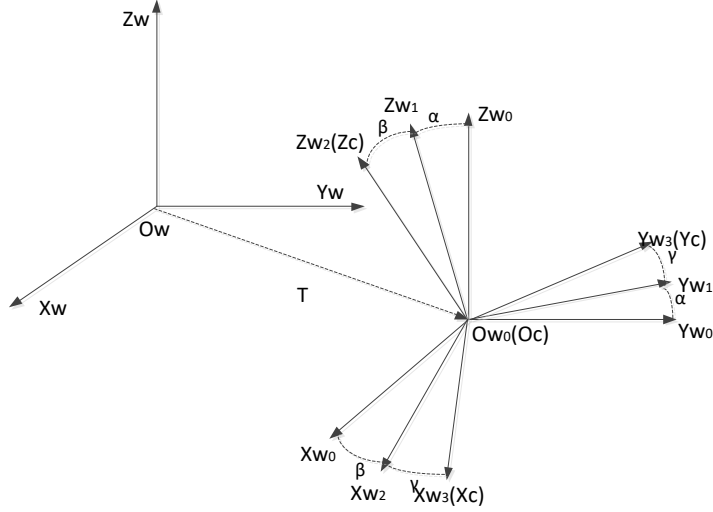 Zw
Zw1
α
Zw0
β
Zw2(Zc)
Yw
Ow
Yw3(Yc)
γ
Yw1
α
Xw
T
Yw0
Ow0(Oc)
Xw0
β
γ
Xw2
Xw3(Xc)